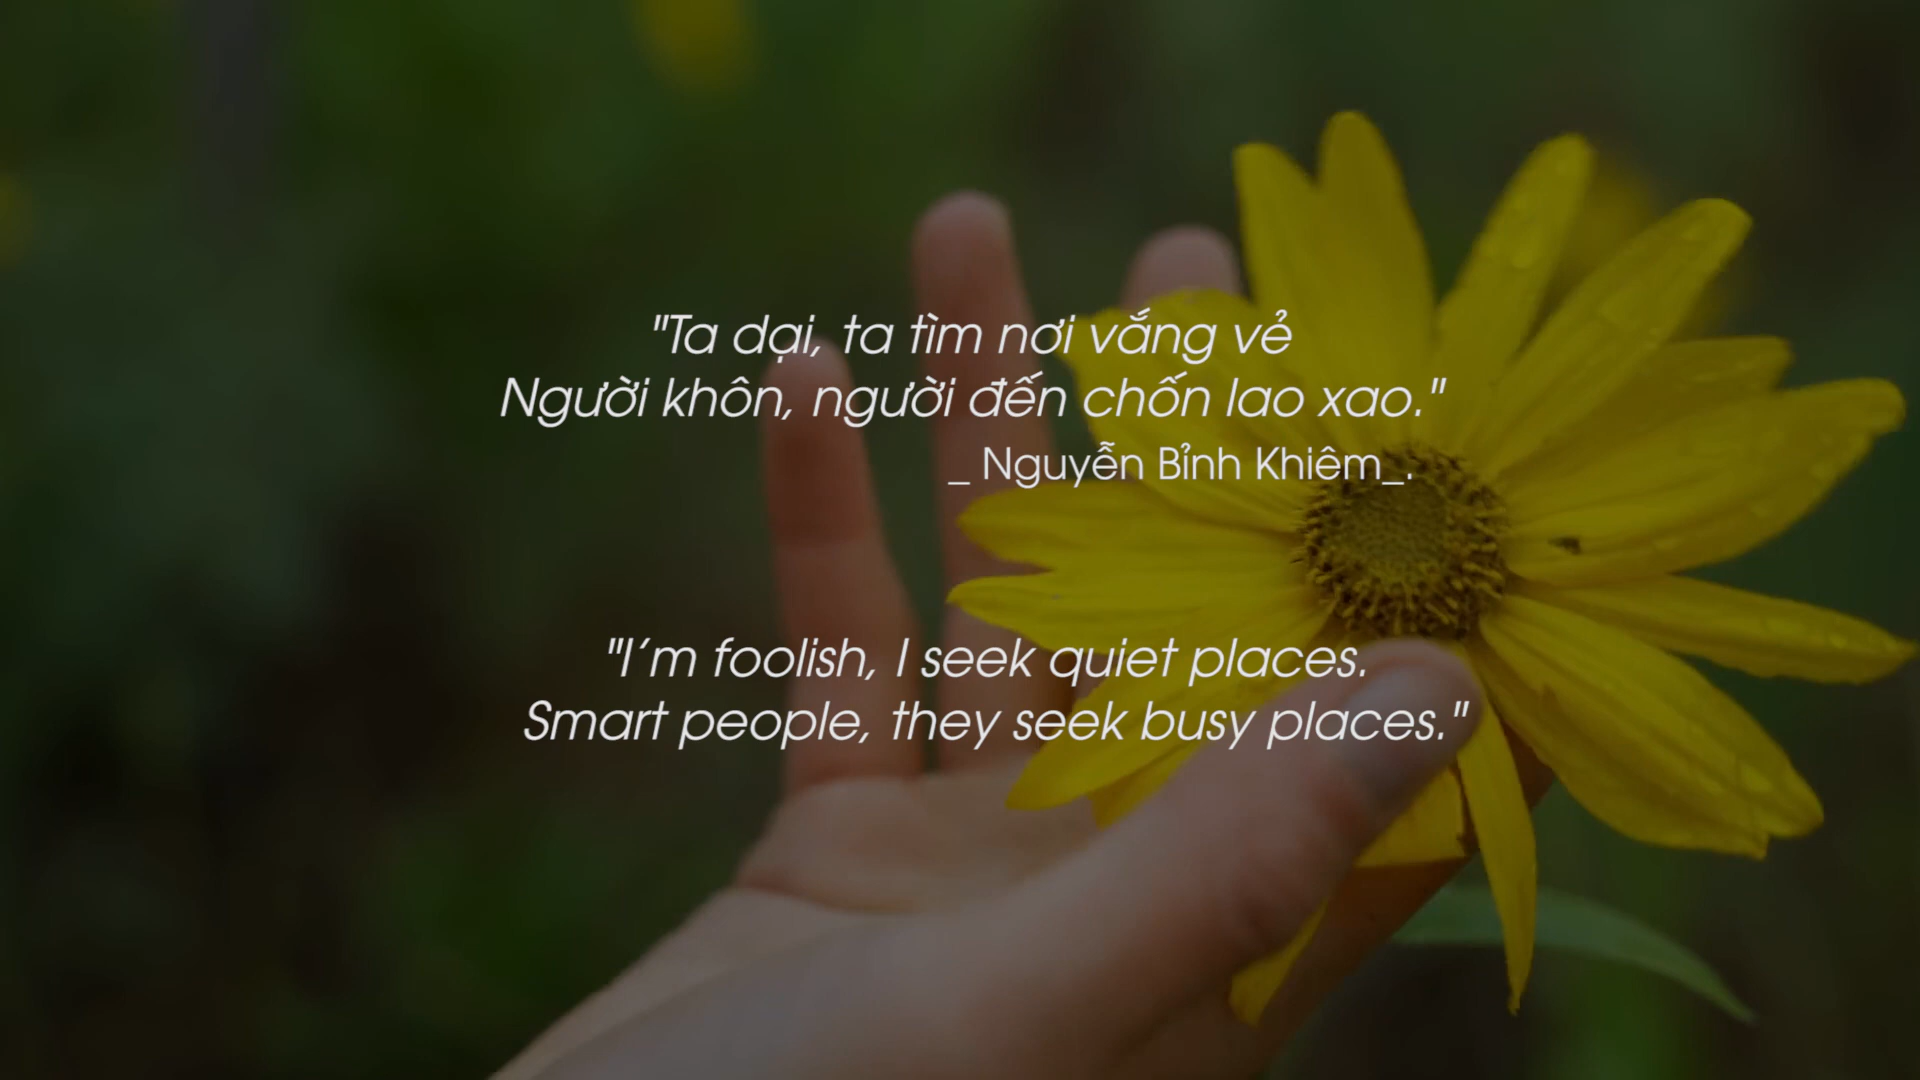 "Ta dại, ta tìm nơi vắng vẻ
Người khôn, người đến chốn lao xao."
_ Nguyễn Bỉnh Khiêm_.
"I´m foolish, I seek quiet places.
Smart people, they seek busy places."